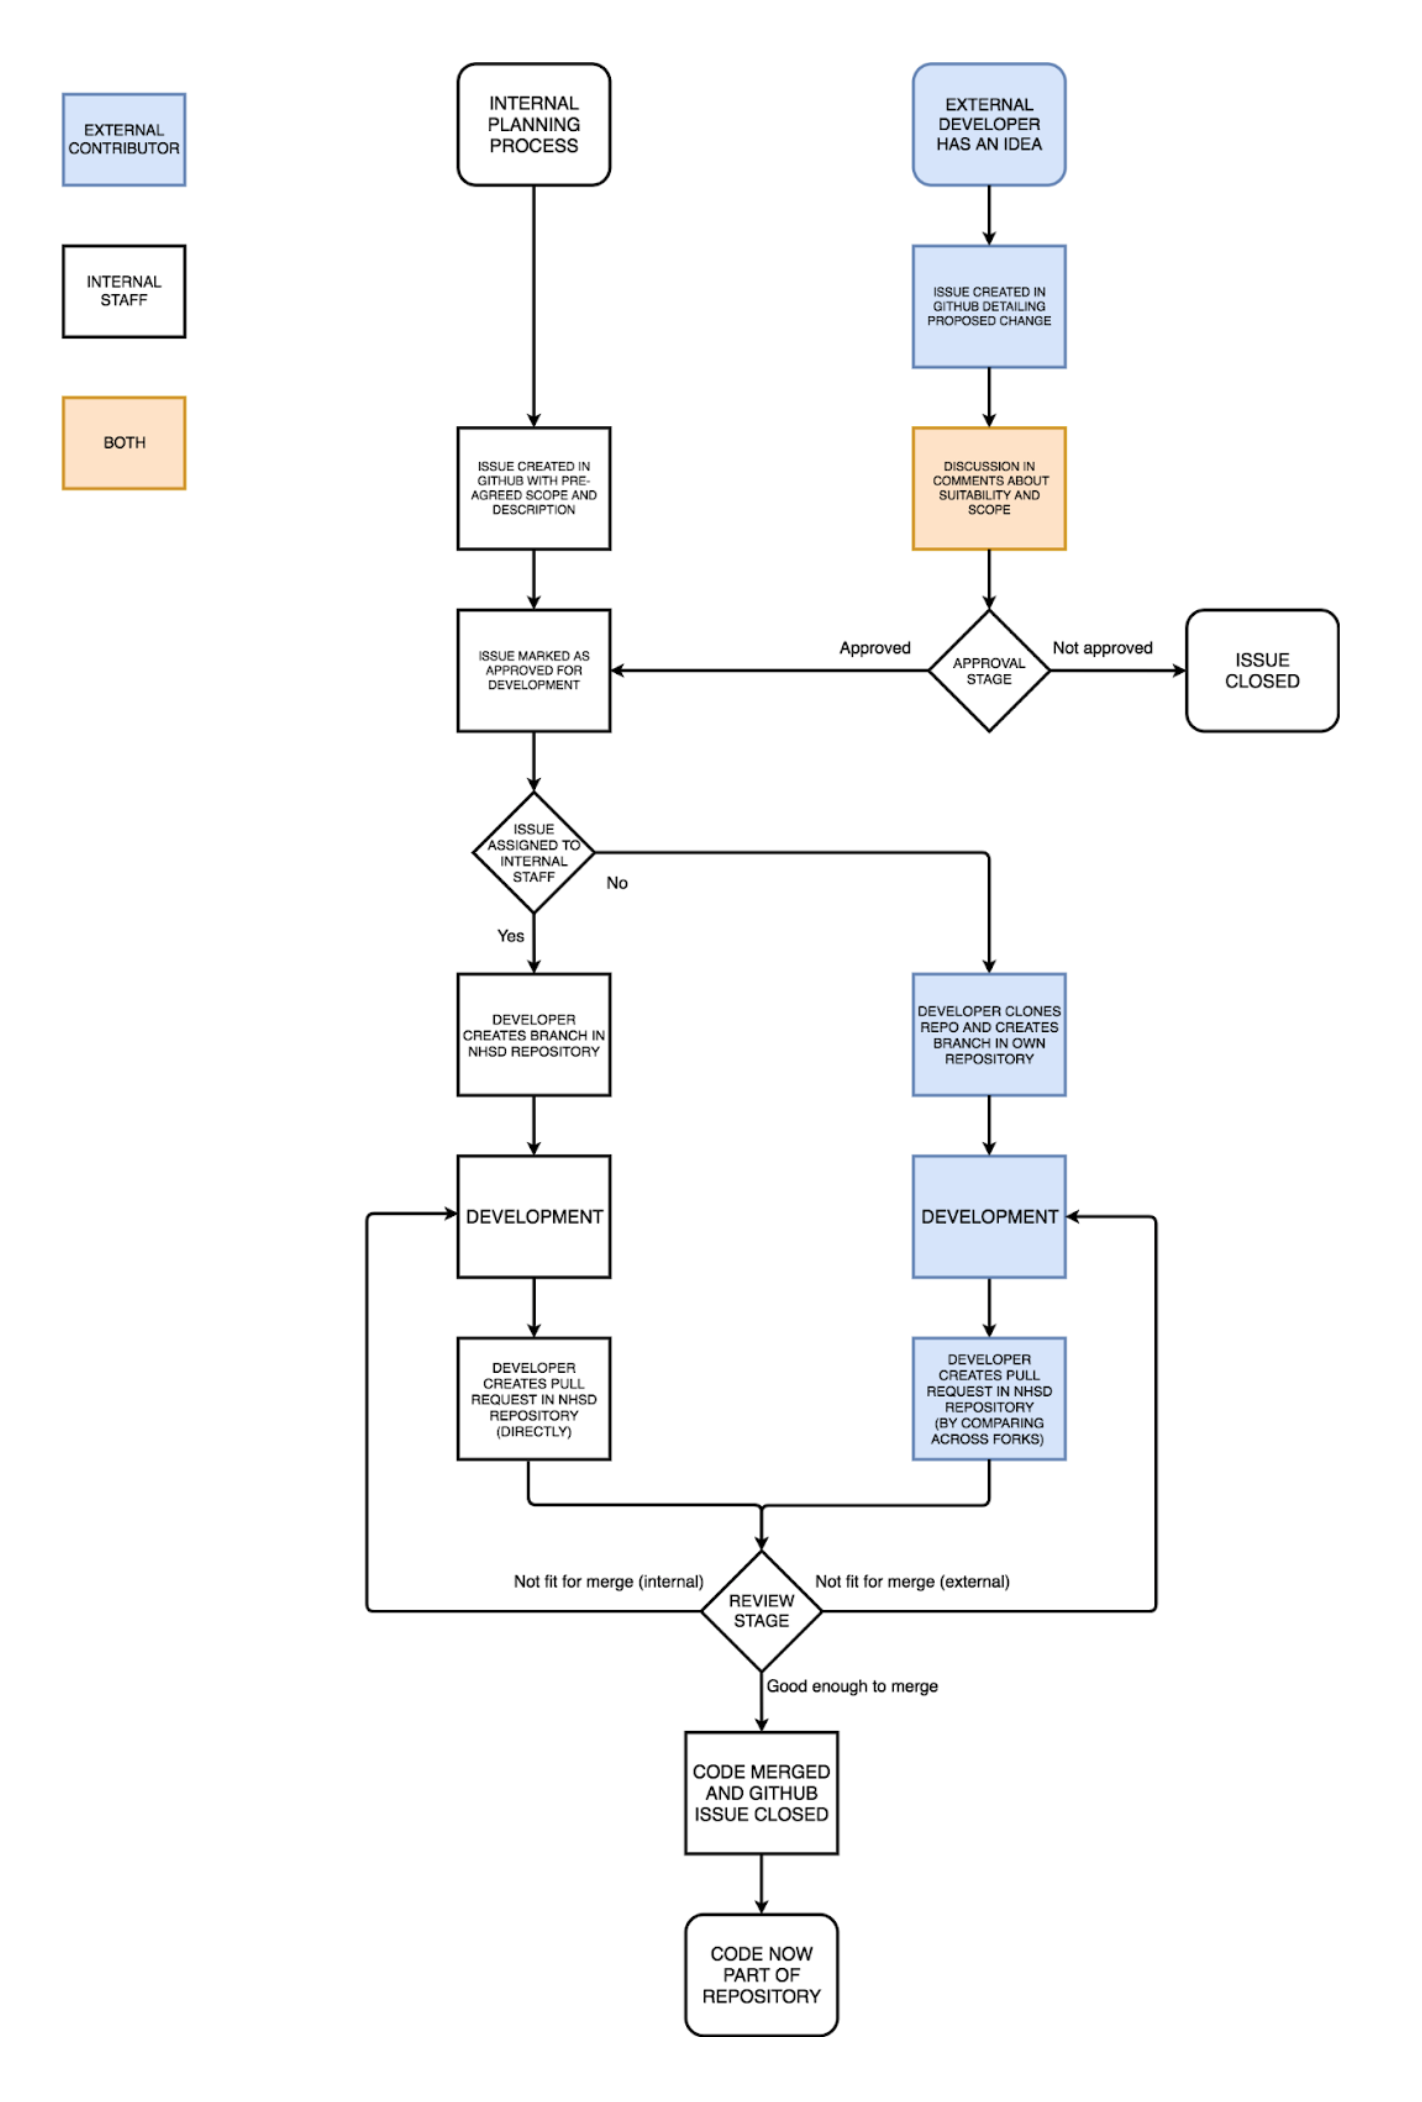 EXTERNAL
CONTRIBUTOR
INTERNAL
STAFF
BOTH
INTERNAL
PLANNING
PROCESS
EXTERNAL
DEVELOPER
HAS AN IDEA
ISSUE CREATED IN
GITHUB DETAILING
PROPOSED CHANGE
ISSUE CREATED IN
GITHUB WITH PRE-
AGREED SCOPE AND
DESCRIPTION
DISCUSSION IN
COMMENTS ABOUT
SUITABILITY AND
SCOPE
ISSUE MARKED AS
APPROVED FOR
DEVELOPMENT
Approved
APPROVAL
STAGE
Not approved
ISSUE
CLOSED
ISSUE
ASSIGNED TO
INTERNAL
STAFF
No
Yes
DEVELOPER
CREATES BRANCH IN
NHSD REPOSITORY
DEVELOPER CLONES
REPO AND CREATES
BRANCH IN OWN
REPOSITORY
DEVELOPMENT
DEVELOPMENT
DEVELOPER
CREATES PULL
REQUEST IN NHSD
REPOSITORY
(DIRECTLY)
DEVELOPER
CREATES PULL
REQUEST IN NHSD
REPOSITORY
(BY COMPARING
ACROSS FORKS)
Not fit for merge (internal)
REVIEW
STAGE
Not fit for merge (external)
Good enough to merge
CODE MERGED
AND GITHUB
ISSUE CLOSED
CODE NOW
PART OF
REPOSITORY